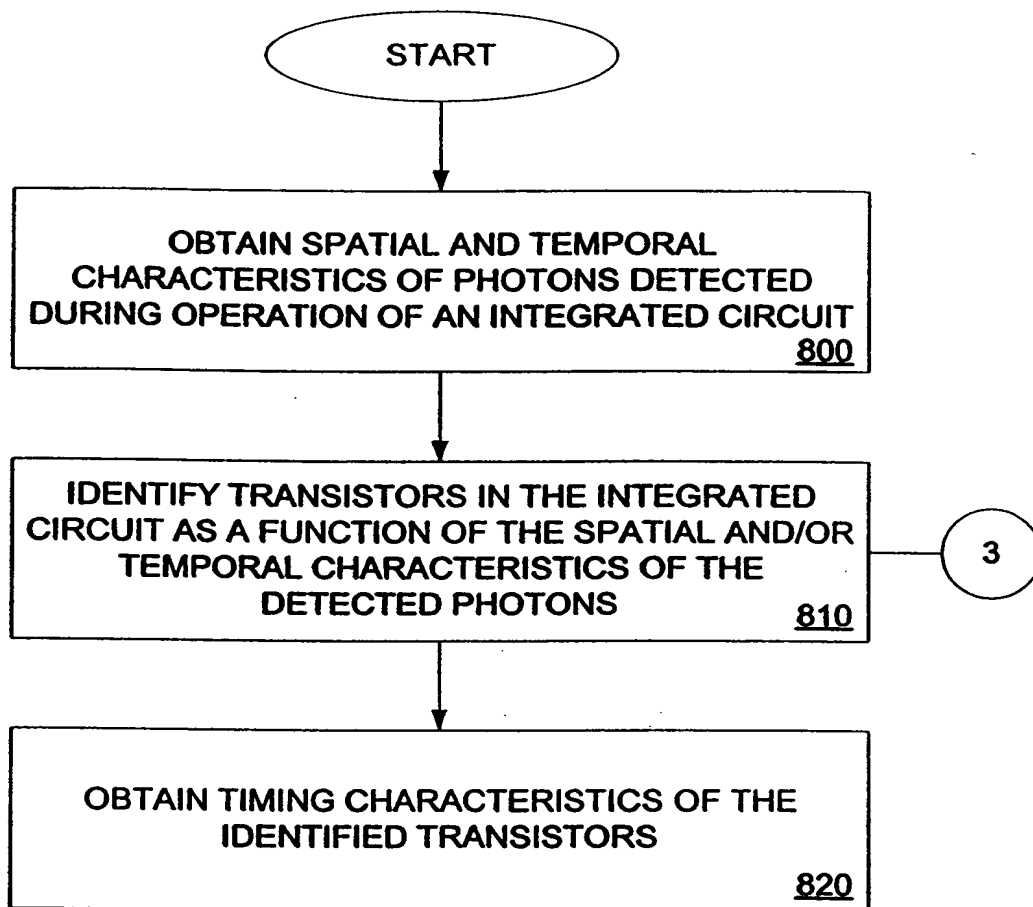 START
OBTAIN SPATIAL AND TEMPORAL
CHARACTERISTICS OF PHOTONS DETECTED
DURING OPERATION OF AN INTEGRATED CIRCUIT
800
IDENTIFY TRANSISTORS IN THE INTEGRATED
CIRCUIT AS A FUNCTION OF THE SPATIAL AND/OR
TEMPORAL CHARACTERISTICS OF THE
DETECTED PHOTONS
810
3
OBTAIN TIMING CHARACTERISTICS OF THE
IDENTIFIED TRANSISTORS
820